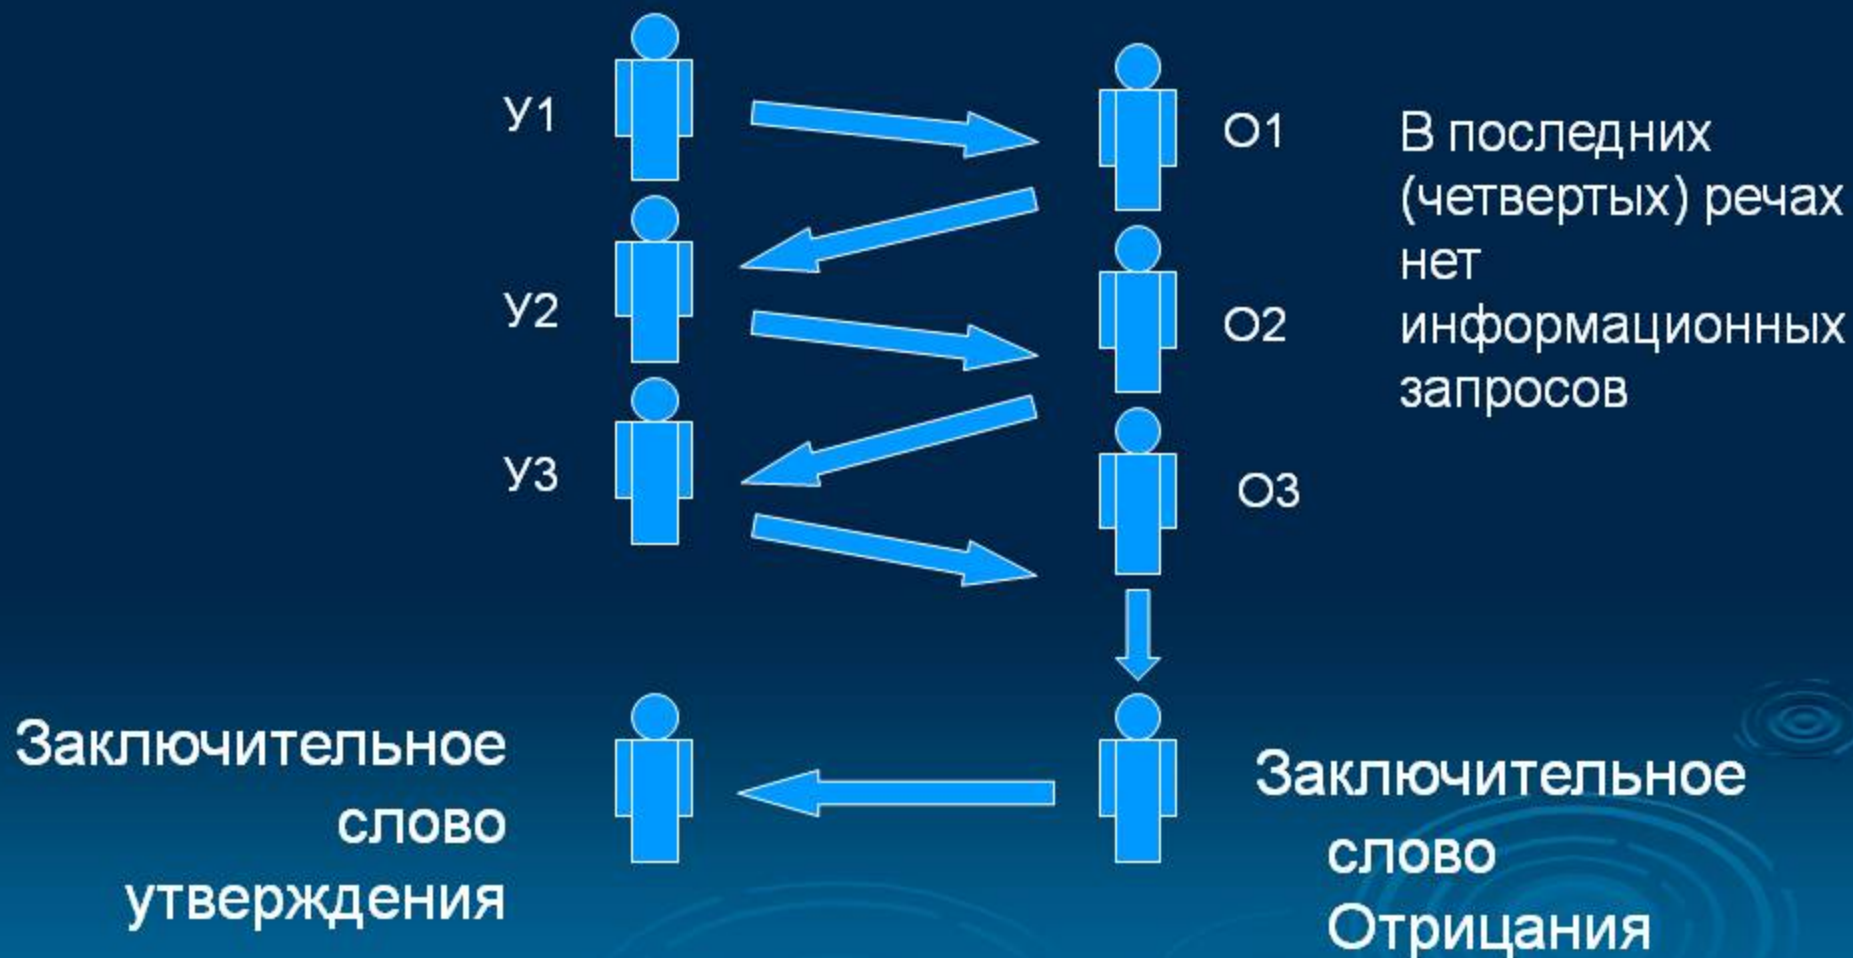 У1
О1
У2
О2
У3
О3
В последних
(четвертых) речах
нет
информационных
запросов
Заключительное
слово
утверждения
Заключительное
слово
Отрицания